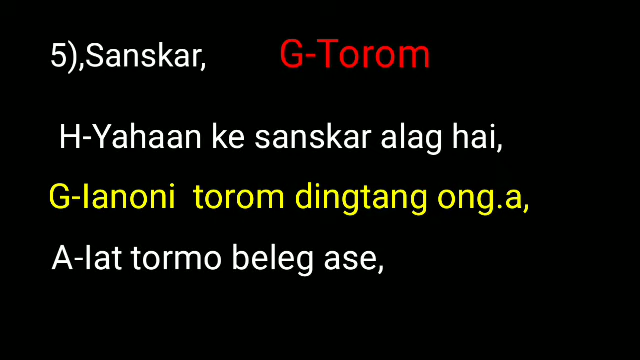 5),Sanskar, G-Torom
H-Yahaan ke sanskar alag hai,
G-Ianoni torom dingtang ong.a,
A-Iat tormo beleg ase,